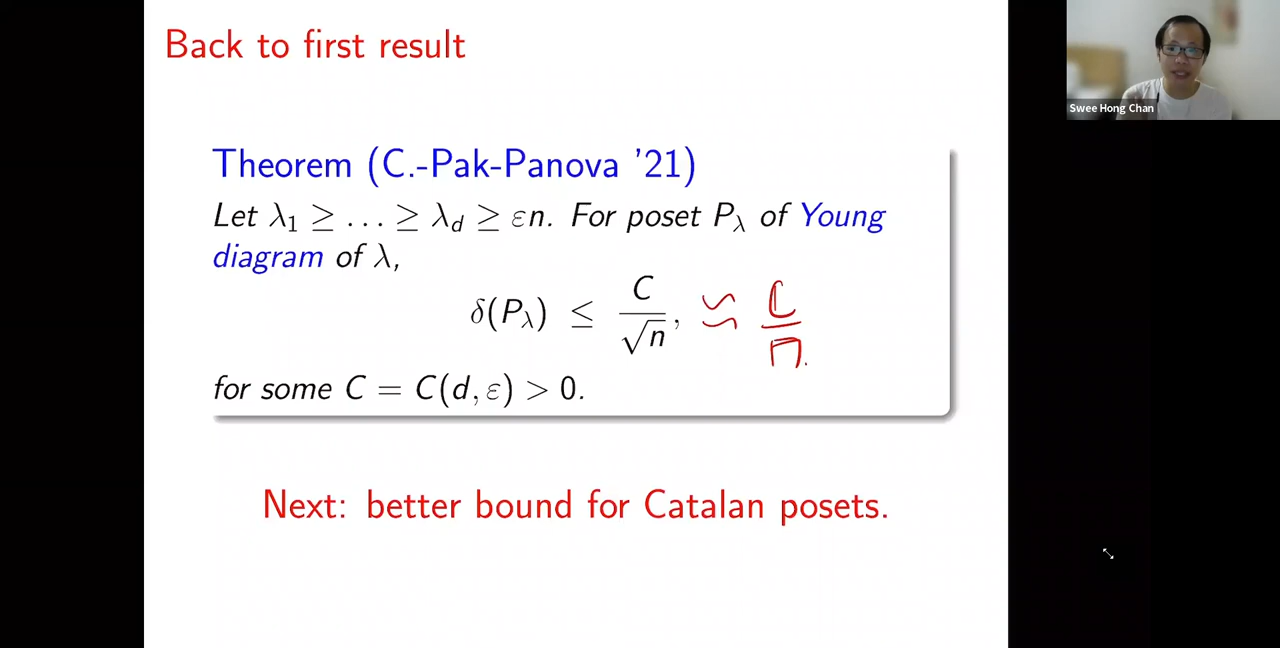 Back to first result
Swee Hong Chan
Theorem (C.-Pak-Panova '21)
Let λ₁ ≥ … ≥ λ_d ≥ εn. For poset P_λ of Young
diagram of λ,
δ(P_λ) ≤ C/√n,
for some C = C(d, ε) > 0.
Next: better bound for Catalan posets.